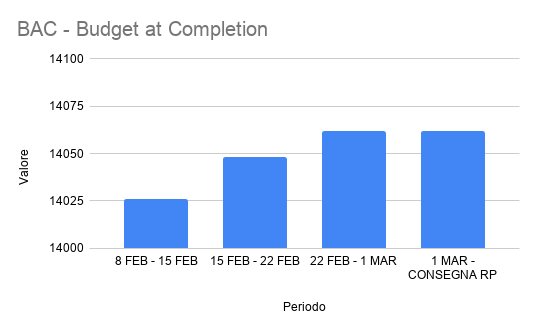 BAC - Budget at Completion
14100
14075
14050
14025
14000
Valore
8 FEB - 15 FEB
15 FEB - 22 FEB
22 FEB - 1 MAR
1 MAR -
CONSEGNA RP
Periodo